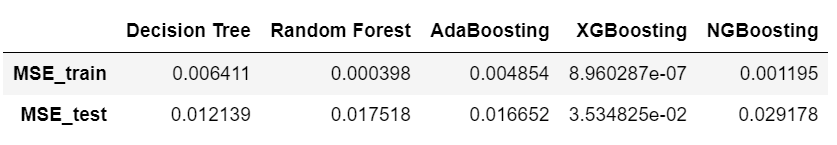 Decision Tree Random Forest AdaBoosting XGBoosting NGBoosting
MSE_train 0.006411 0.000398 0.004854 8.960287e-07 0.001195
MSE_test 0.012139 0.017518 0.016652 3.534825e-02 0.029178